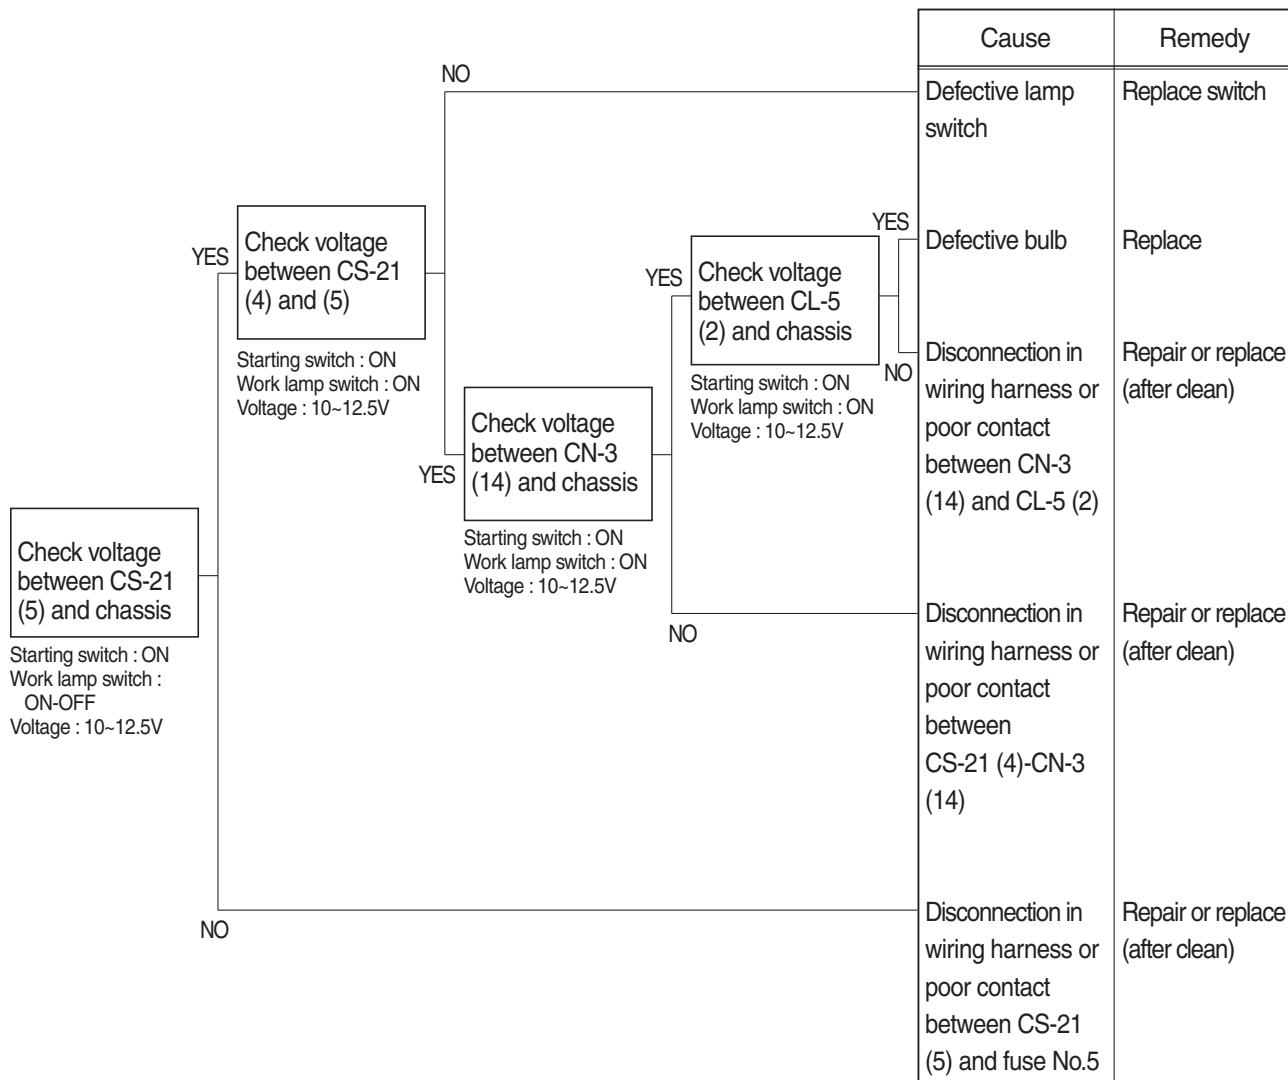 Cause
Remedy
NO
Defective lamp
switch
Replace switch
YES
Check voltage
between CS-21
(4) and (5)
Starting switch : ON
Work lamp switch : ON
Voltage : 10~12.5V
YES
Check voltage
between CL-5
(2) and chassis
Starting switch : ON
Work lamp switch : ON
Voltage : 10~12.5V
YES
Defective bulb
Replace
NO
Disconnection in
wiring harness or
poor contact
between CN-3
(14) and CL-5 (2)
Repair or replace
(after clean)
YES
Check voltage
between CN-3
(14) and chassis
Starting switch : ON
Work lamp switch : ON
Voltage : 10~12.5V
Check voltage
between CS-21
(5) and chassis
Starting switch : ON
Work lamp switch :
ON-OFF
Voltage : 10~12.5V
NO
Disconnection in
wiring harness or
poor contact
between
CS-21 (4)-CN-3
(14)
Repair or replace
(after clean)
NO
Disconnection in
wiring harness or
poor contact
between CS-21
(5) and fuse No.5
Repair or replace
(after clean)